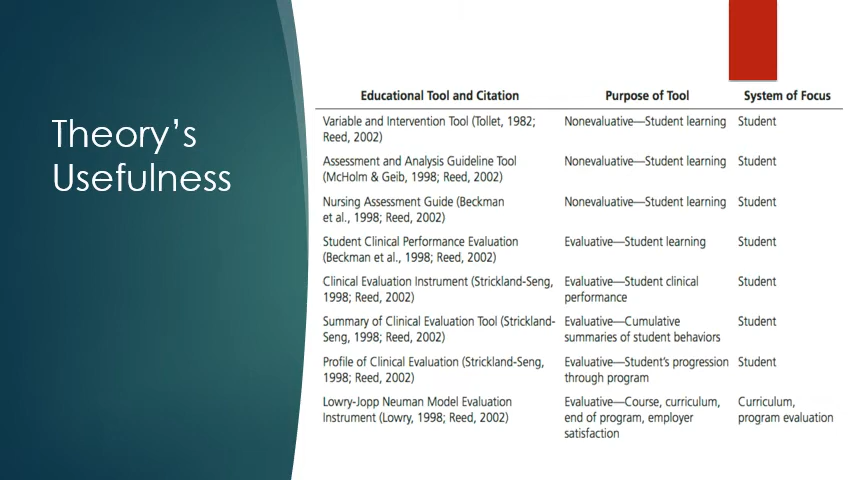 Theory's
Usefulness
Educational Tool and Citation Purpose of Tool System of Focus
Variable and Intervention Tool (Tollet, 1982; Nonevaluative—Student learning Student
Reed, 2002)
Assessment and Analysis Guideline Tool Nonevaluative—Student learning Student
(McHolm & Geib, 1998; Reed, 2002)
Nursing Assessment Guide (Beckman Nonevaluative—Student learning Student
et al., 1998; Reed, 2002)
Student Clinical Performance Evaluation Evaluative—Student learning Student
(Beckman et al., 1998; Reed, 2002)
Clinical Evaluation Instrument (Strickland-Seng, Evaluative—Student clinical Student
1998; Reed, 2002) performance
Summary of Clinical Evaluation Tool (Strickland- Evaluative—Cumulative Student
Seng, 1998; Reed, 2002) summaries of student behaviors
Profile of Clinical Evaluation (Strickland-Seng, Evaluative—Student's progression Student
1998; Reed, 2002) through program
Lowry-Jopp Neuman Model Evaluation Evaluative—Course, curriculum, Curriculum,
Instrument (Lowry, 1998; Reed, 2002) end of program, employer program evaluation
satisfaction